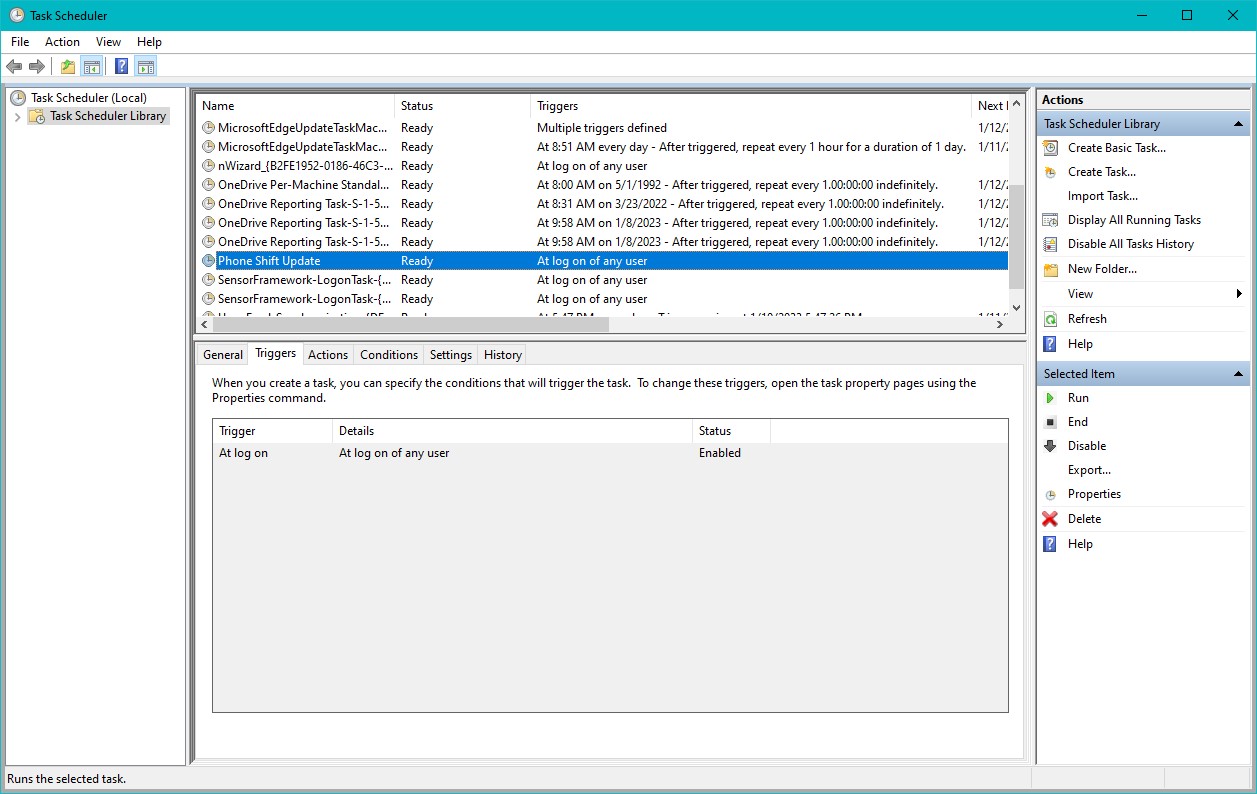 Task Scheduler
File Action View Help
Task Scheduler (Local)
Task Scheduler Library
Name Status Triggers Next
MicrosoftEdgeUpdateTaskMac... Ready Multiple triggers defined 1/12/2
MicrosoftEdgeUpdateTaskMac... Ready At 8:51 AM every day - After triggered, repeat every 1 hour for a duration of 1 day. 1/11/2
nWizard_{B2FE1952-0186-46C3-... Ready At log on of any user
OneDrive Per-Machine Standal... Ready At 8:00 AM on 5/1/1992 - After triggered, repeat every 1.00:00:00 indefinitely. 1/12/2
OneDrive Reporting Task-S-1-5... Ready At 8:31 AM on 3/23/2022 - After triggered, repeat every 1.00:00:00 indefinitely. 1/12/2
OneDrive Reporting Task-S-1-5... Ready At 9:58 AM on 1/8/2023 - After triggered, repeat every 1.00:00:00 indefinitely. 1/12/2
OneDrive Reporting Task-S-1-5... Ready At 9:58 AM on 1/8/2023 - After triggered, repeat every 1.00:00:00 indefinitely. 1/12/2
Phone Shift Update Ready At log on of any user
SensorFramework-LogonTask-{... Ready At log on of any user
SensorFramework-LogonTask-{... Ready At log on of any user
General Triggers Actions Conditions Settings History
When you create a task, you can specify the conditions that will trigger the task. To change these triggers, open the task property pages using the
Properties command.
Trigger Details Status
At log on At log on of any user Enabled
Actions
Task Scheduler Library
Create Basic Task...
Create Task...
Import Task...
Display All Running Tasks
Disable All Tasks History
New Folder...
View
Refresh
Help
Selected Item
Run
End
Disable
Export...
Properties
Delete
Help
Runs the selected task.